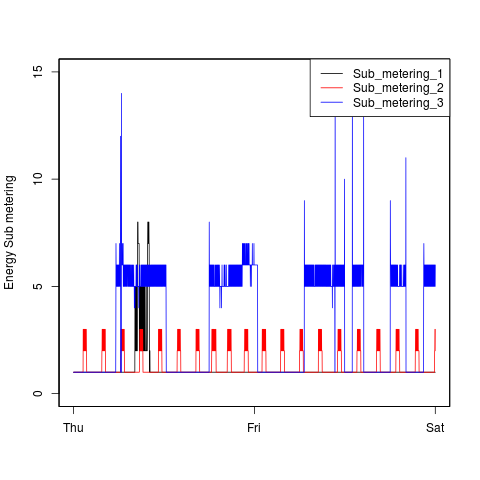 Energy Sub metering
15
10
5
0
Sub_metering_1
Sub_metering_2
Sub_metering_3
Thu
Fri
Sat